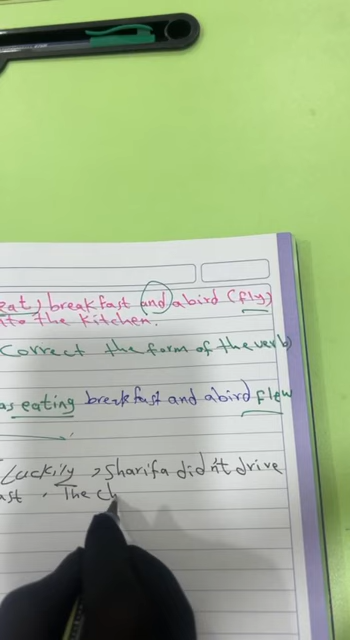 eat) breakfast and a bird (fly)
into the kitchen.
Correct the form of the verb)
as eating breakfast and a bird flew
Luckily, Sharifa didn't drive
ast. The ch